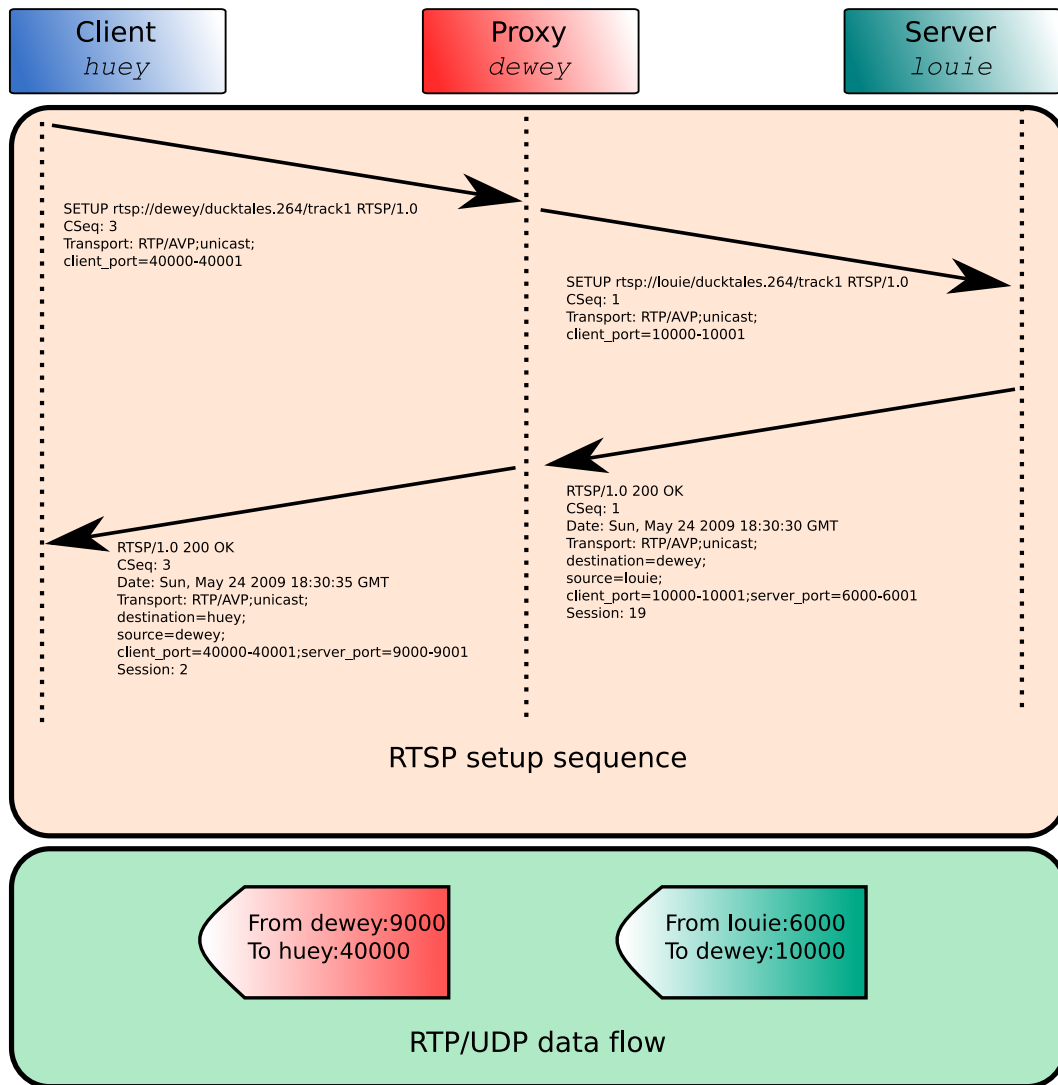 Client
huey
Proxy
dewey
Server
louie
SETUP rtsp://dewey/ducktales.264/track1 RTSP/1.0
CSeq: 3
Transport: RTP/AVP;unicast;
client_port=40000-40001
SETUP rtsp://louie/ducktales.264/track1 RTSP/1.0
CSeq: 1
Transport: RTP/AVP;unicast;
client_port=10000-10001
RTSP/1.0 200 OK
CSeq: 1
Date: Sun, May 24 2009 18:30:30 GMT
Transport: RTP/AVP;unicast;
destination=dewey;
source=louie;
client_port=10000-10001;server_port=6000-6001
Session: 19
RTSP/1.0 200 OK
CSeq: 3
Date: Sun, May 24 2009 18:30:35 GMT
Transport: RTP/AVP;unicast;
destination=huey;
source=dewey;
client_port=40000-40001;server_port=9000-9001
Session: 2
RTSP setup sequence
From dewey:9000
To huey:40000
From louie:6000
To dewey:10000
RTP/UDP data flow